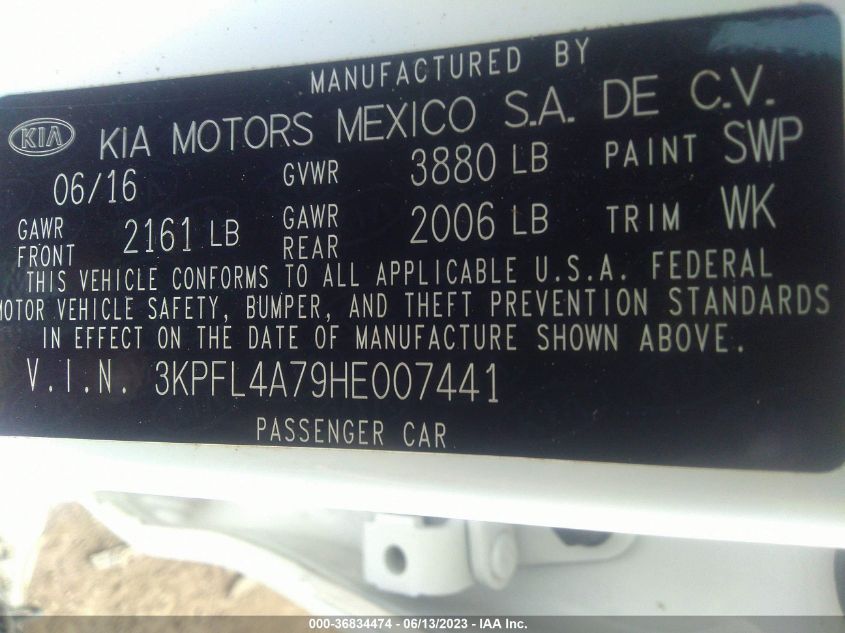 MANUFACTURED BY
KIA KIA MOTORS MEXICO S.A. DE C.V.
06/16 GVWR 3880 LB PAINT SWP
GAWR FRONT 2161 LB GAWR REAR 2006 LB TRIM WK
THIS VEHICLE CONFORMS TO ALL APPLICABLE U.S.A. FEDERAL
MOTOR VEHICLE SAFETY, BUMPER, AND THEFT PREVENTION STANDARDS
IN EFFECT ON THE DATE OF MANUFACTURE SHOWN ABOVE.
V.I.N. 3KPFL4A79HE007441
PASSENGER CAR
000-36834474 - 06/13/2023 - IAA Inc.